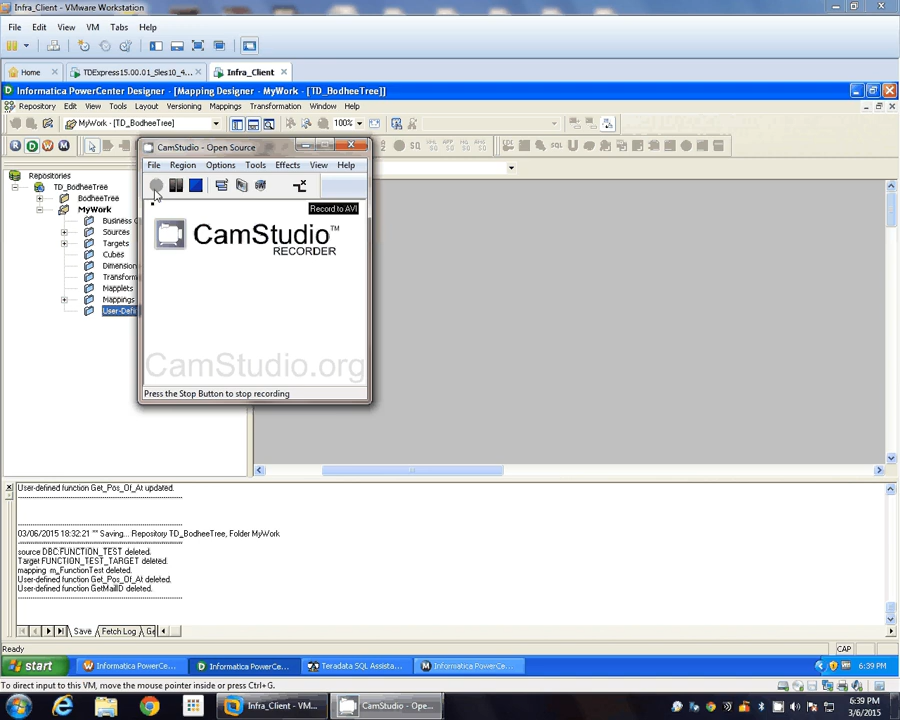 Infra_Client - VMware Workstation
File Edit View VM Tabs Help
Home TDExpress15.00.01_Sles10_4... Infra_Client
Informatica PowerCenter Designer - [Mapping Designer - MyWork - [TD_BodheeTree]]
Repository Edit View Tools Layout Versioning Mappings Transformation Window Help
MyWork - [TD_BodheeTree] 100%
CamStudio - Open Source
File Region Options Tools Effects View Help
Record to AVI
CamStudio™
RECORDER
CamStudio.org
Press the Stop Button to stop recording
Repositories
TD_BodheeTree
BodheeTree
MyWork
Business C
Sources
Targets
Cubes
Dimension
Transform
Mapplets
Mappings
User-Defi
User-defined function Get_Pos_Of_At updated.
03/06/2015 18:32:21 ** Saving... Repository TD_BodheeTree, Folder MyWork
source DBC:FUNCTION_TEST deleted.
Target FUNCTION_TEST_TARGET deleted.
mapping m_FunctionTest deleted.
User-defined function Get_Pos_Of_At deleted.
User-defined function GetMailID deleted.
Save Fetch Log Ge
Ready CAP
start Informatica PowerCe... Informatica PowerCe... Teradata SQL Assista... Informatica PowerCe... 6:39 PM
To direct input to this VM, move the mouse pointer inside or press Ctrl+G.
Infra_Client - VM... CamStudio - Ope... 6:39 PM
3/6/2015